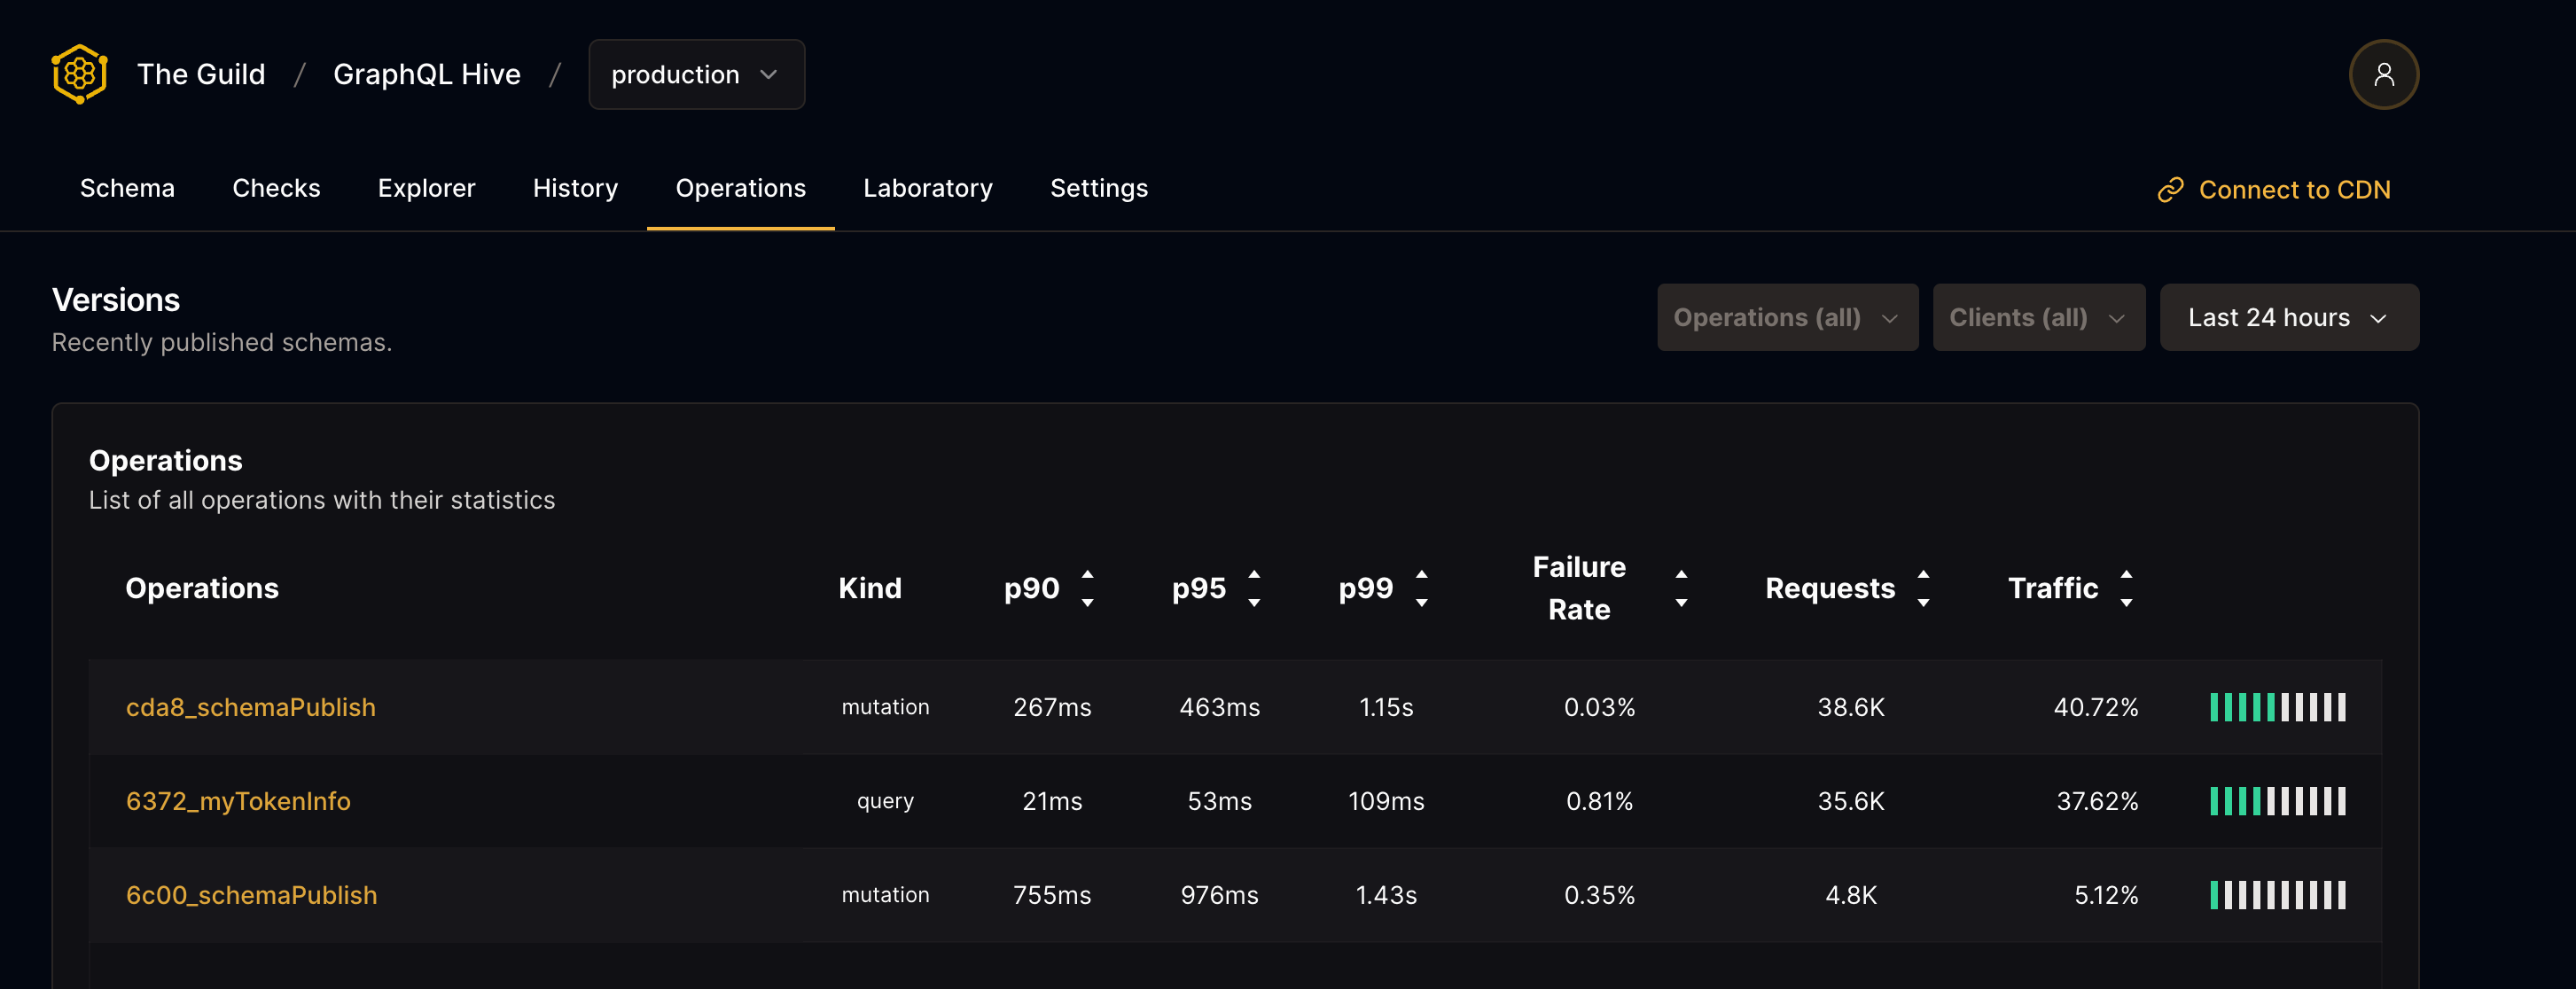 The Guild / GraphQL Hive / production
Schema Checks Explorer History Operations Laboratory Settings Connect to CDN
Versions
Recently published schemas.
Operations (all) Clients (all) Last 24 hours
Operations
List of all operations with their statistics
Operations Kind p90 p95 p99 Failure Rate Requests Traffic
cda8_schemaPublish mutation 267ms 463ms 1.15s 0.03% 38.6K 40.72%
6372_myTokenInfo query 21ms 53ms 109ms 0.81% 35.6K 37.62%
6c00_schemaPublish mutation 755ms 976ms 1.43s 0.35% 4.8K 5.12%